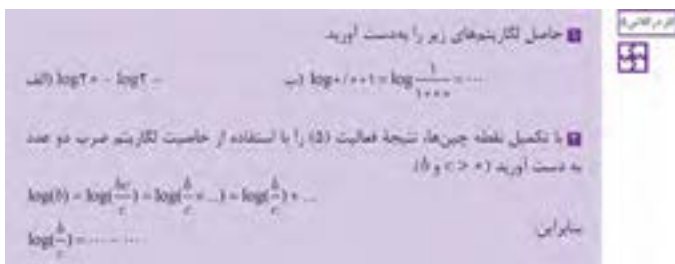 کار در کلاس
۱ حاصل لگاریتم‌های زیر را به‌دست آورید.
الف) log۲۰ - log۲ =
ب) log۰/۰۰۱ = log ۱/۱۰۰۰ = ...
۲ با تکمیل نقطه چین‌ها، نتیجهٔ فعالیت (۵) را با استفاده از خاصیت لگاریتم ضرب دو عدد
به دست آورید (c > ۰ و b)
log(b) = log(bc/c) = log(b/c × ...) = log(b/c) + ...
بنابراین:
log(b/c) = ...... ......